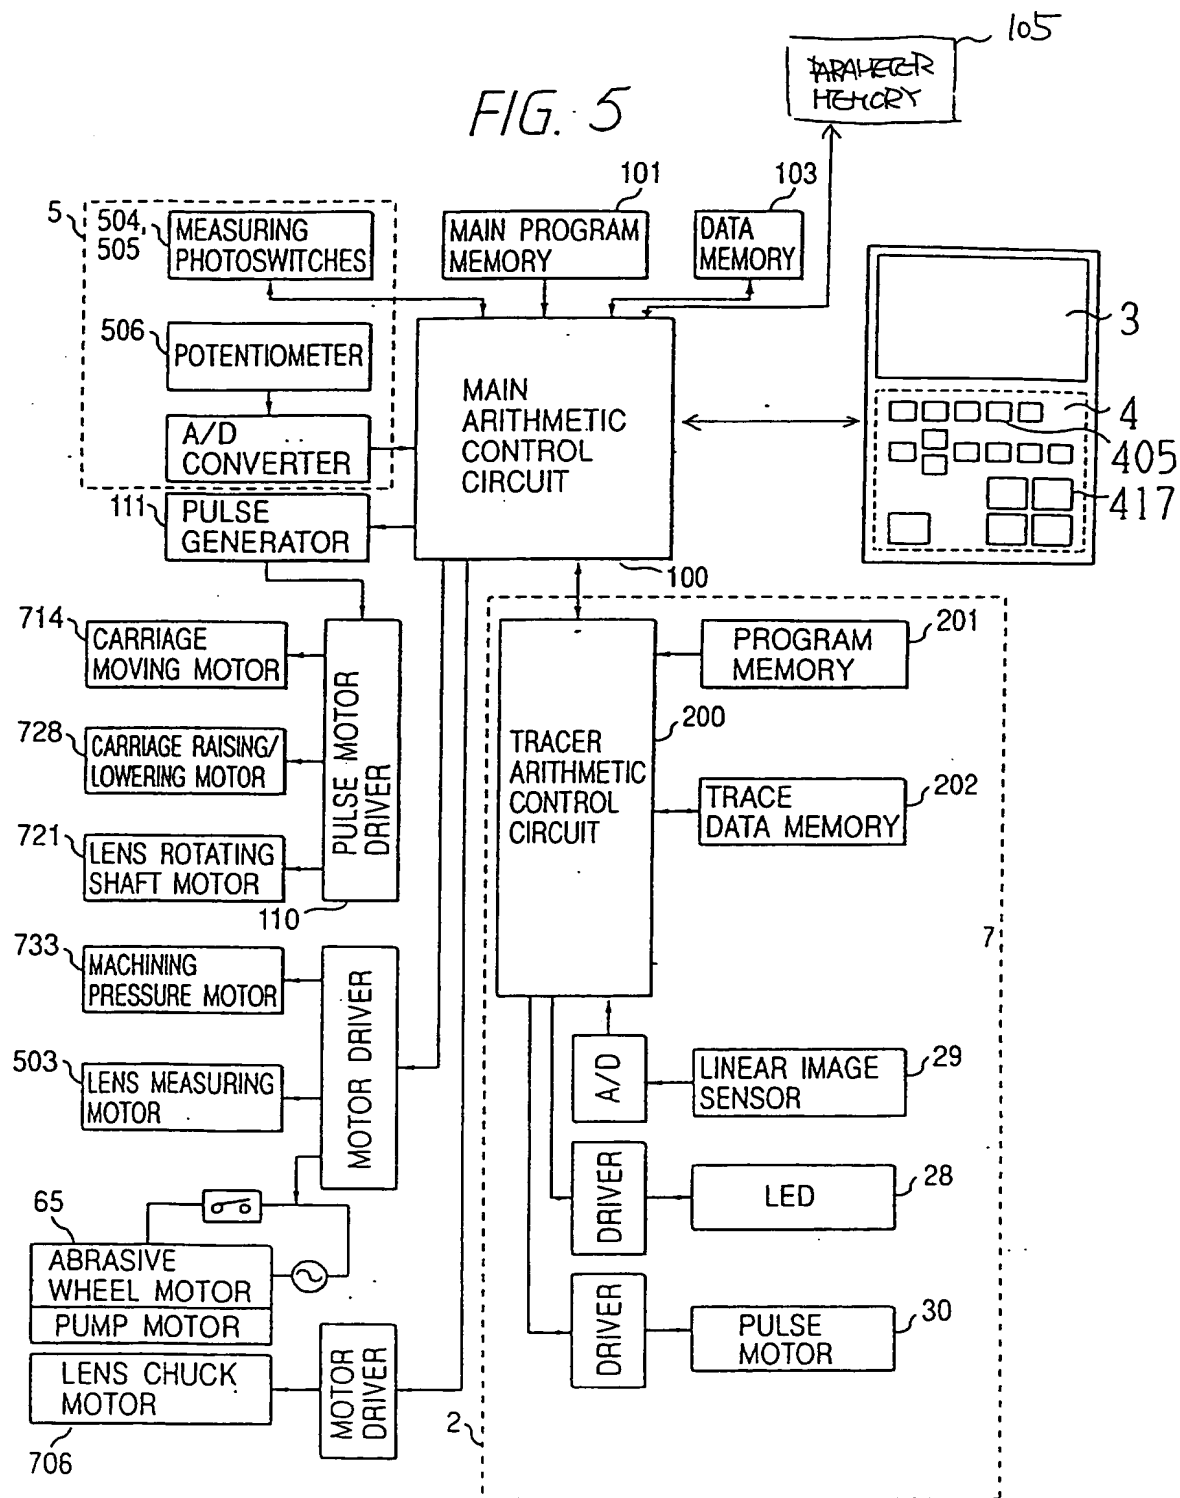 105
PARAMETER
MEMORY
FIG. 5
101
103
5
504,
505
MEASURING
PHOTOSWITCHES
MAIN PROGRAM
MEMORY
DATA
MEMORY
506
POTENTIOMETER
3
MAIN
ARITHMETIC
CONTROL
CIRCUIT
A/D
CONVERTER
4
405
417
111
PULSE
GENERATOR
100
714
CARRIAGE
MOVING MOTOR
728
CARRIAGE RAISING/
LOWERING MOTOR
721
LENS ROTATING
SHAFT MOTOR
PULSE MOTOR
DRIVER
110
PROGRAM
MEMORY
201
200
TRACER
ARITHMETIC
CONTROL
CIRCUIT
TRACE
DATA MEMORY
202
7
733
MACHINING
PRESSURE MOTOR
503
LENS MEASURING
MOTOR
MOTOR DRIVER
A/D
LINEAR IMAGE
SENSOR
29
DRIVER
LED
28
65
ABRASIVE
WHEEL MOTOR
PUMP MOTOR
DRIVER
PULSE
MOTOR
30
LENS CHUCK
MOTOR
MOTOR
DRIVER
706
2